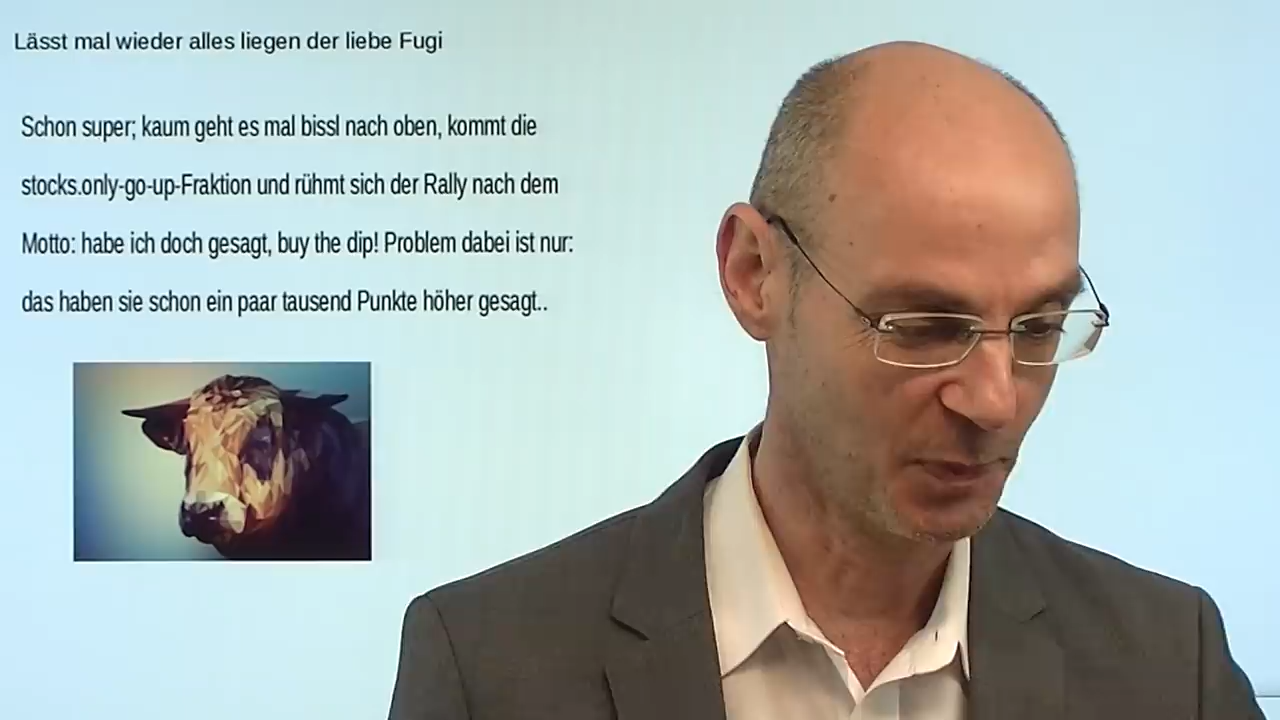 Lässt mal wieder alles liegen der liebe Fugi
Schon super; kaum geht es mal bissl nach oben, kommt die
stocks.only-go-up-Fraktion und rühmt sich der Rally nach dem
Motto: habe ich doch gesagt, buy the dip! Problem dabei ist nur:
das haben sie schon ein paar tausend Punkte höher gesagt..